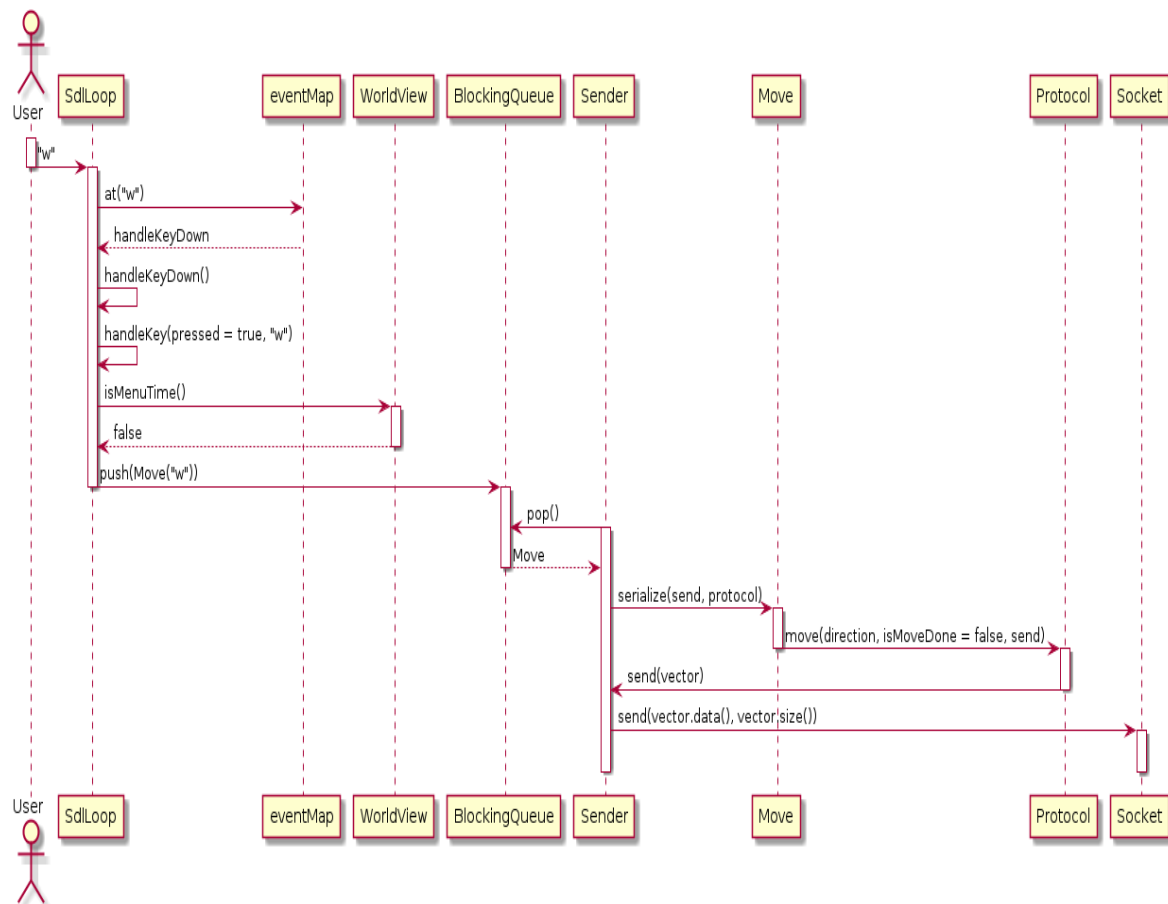 User
SdlLoop
eventMap
WorldView
BlockingQueue
Sender
Move
Protocol
Socket
"w"
at("w")
handleKeyDown
handleKeyDown()
handleKey(pressed = true, "w")
isMenuTime()
false
push(Move("w"))
pop()
Move
serialize(send, protocol)
move(direction, isMoveDone = false, send)
send(vector)
send(vector.data(), vector.size())
User
SdlLoop
eventMap
WorldView
BlockingQueue
Sender
Move
Protocol
Socket